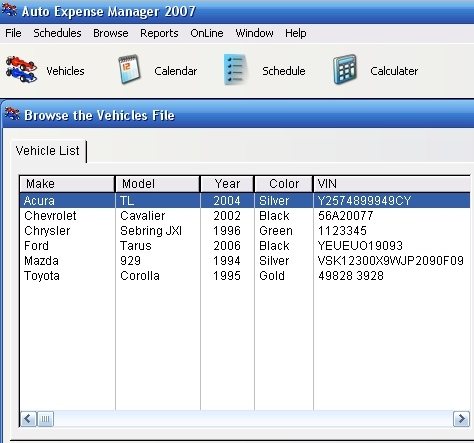 Auto Expense Manager 2007
File Schedules Browse Reports OnLine Window Help
Vehicles Calendar Schedule Calculater
Browse the Vehicles File
Vehicle List
Make Model Year Color VIN
Acura TL 2004 Silver Y2574899949CY
Chevrolet Cavalier 2002 Black 56A20077
Chrysler Sebring JXI 1996 Green 1123345
Ford Tarus 2006 Black YEUEUO19093
Mazda 929 1994 Silver VSK12300X9WJP2090F09
Toyota Corolla 1995 Gold 49828 3928